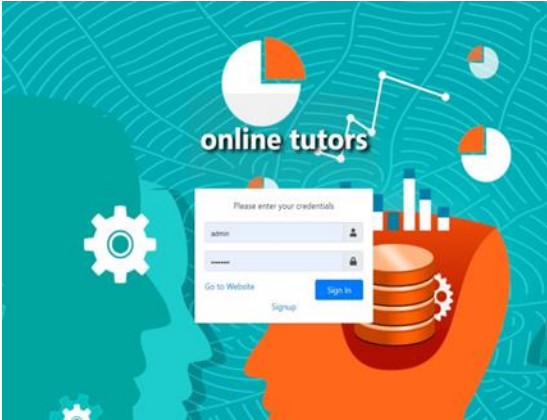 online tutors
Please enter your credentials
admin
Go to Website
Sign In
Signup